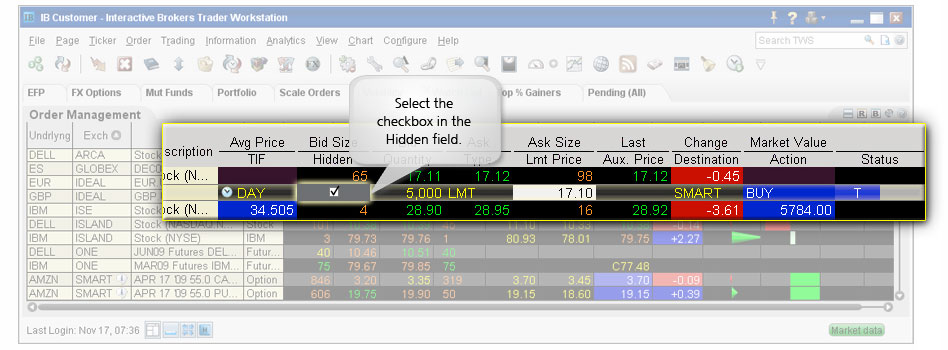 IB Customer - Interactive Brokers Trader Workstation
File Page Ticker Order Trading Information Analytics View Chart Configure Help Search TWS
EFP FX Options Mut Funds Portfolio Scale Orders op % Gainers Pending (All)
Select the
checkbox in the
Hidden field.
Order Management
Undrlyng Exch
scription Avg Price Bid Size Ask Ask Size Last Change Market Value
TIF Hidden Quantity Type Lmt Price Aux. Price Destination Action Status
DELL ARCA Stock ock (N... 65 17.11 17.12 98 17.12 -0.45
ES GLOBEX DEC
EUR IDEAL EUR DAY 5,000 LMT 17.10 SMART BUY T
GBP IDEAL GBP
IBM ISE Stock ock (N... 34.505 4 28.90 28.95 16 28.92 -3.61 5784.00
DELL ISLAND Stock (NASDAQ.N... Stock
IBM ISLAND Stock (NYSE) IBM 3 79.73 79.76 1 80.93 78.01 79.75 +2.27
DELL ONE JUN09 Futures DEL... Futur... 40 10.46 10.51 40
IBM ONE MAR09 Futures IBM... Futur... 75 79.67 79.85 75 C77.48
AMZN SMART APR 17 '09 55.0 CA... Option 846 3.20 3.35 319 3.70 3.45 3.70 -0.09
AMZN SMART APR 17 '09 55.0 PU... Option 606 19.75 19.90 50 19.15 18.60 19.15 +0.39
Last Login: Nov 17, 07:36 Market data